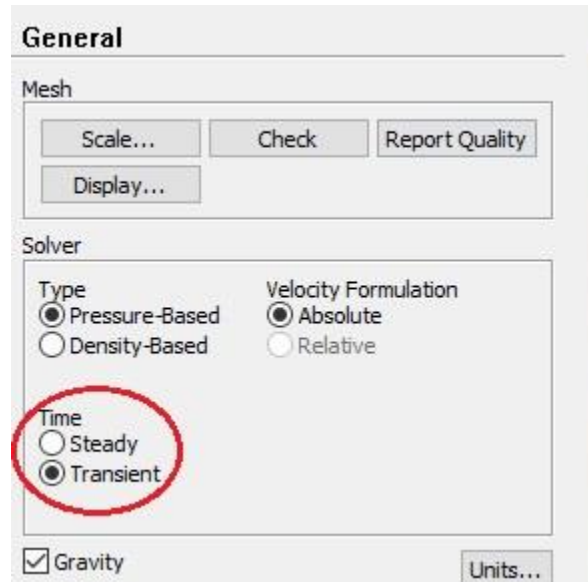 General
Mesh
Scale... Check Report Quality
Display...
Solver
Type Velocity Formulation
Pressure-Based Absolute
Density-Based Relative
Time
Steady
Transient
Gravity Units...